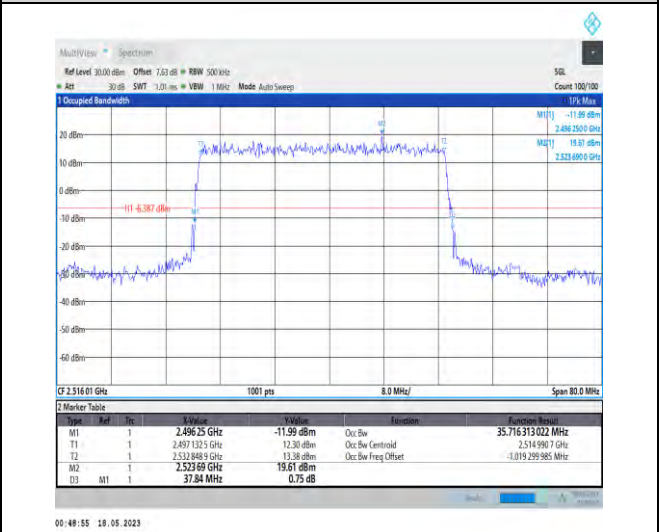 MultiView Spectrum
Ref Level 30.00 dBm Offset 7.63 dB RBW 500 kHz SGL
Att 30 dB SWT 1.01 ms VBW 1 MHz Mode Auto Sweep Count 100/100
1 Occupied Bandwidth 1Pk Max
M1[1] -11.99 dBm
2.496 2500 GHz
M2[1] 19.61 dBm
2.523 6900 GHz
M2
20 dBm
T1
T2
10 dBm
0 dBm
H1 -6.387 dBm
M1
-10 dBm
-20 dBm
-30 dBm
-40 dBm
-50 dBm
-60 dBm
CF 2.516 01 GHz 1001 pts 8.0 MHz/ Span 80.0 MHz
2 Marker Table
Type Ref Trc X-Value Y-Value Function Function Result
M1 1 2.496 25 GHz -11.99 dBm Occ Bw 35.716 313 022 MHz
T1 1 2.497 132 5 GHz 12.30 dBm Occ Bw Centroid 2.514 990 7 GHz
T2 1 2.532 848 9 GHz 13.38 dBm Occ Bw Freq Offset -1.019 299 985 MHz
M2 1 2.523 69 GHz 19.61 dBm
D3 M1 1 37.84 MHz 0.75 dB
00:48:55 18.05.2023